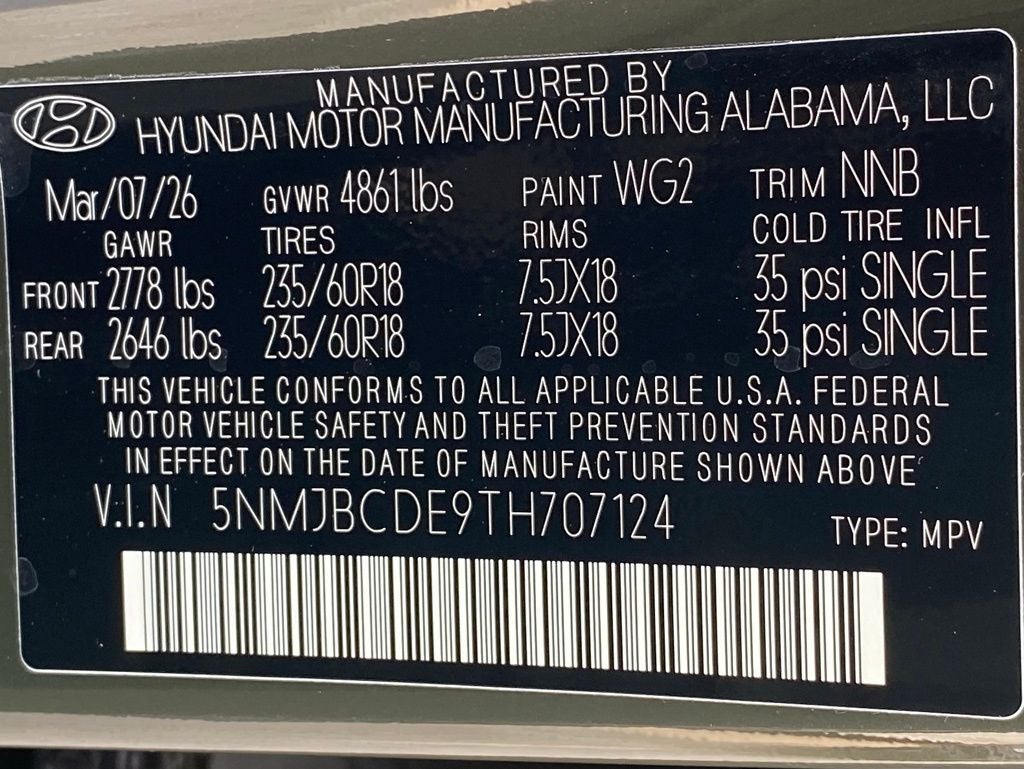 MANUFACTURED BY
HYUNDAI MOTOR MANUFACTURING ALABAMA, LLC
Mar/07/26 GVWR 4861 lbs PAINT WG2 TRIM NNB
GAWR TIRES RIMS COLD TIRE INFL
FRONT 2778 lbs 235/60R18 7.5JX18 35 psi SINGLE
REAR 2646 lbs 235/60R18 7.5JX18 35 psi SINGLE
THIS VEHICLE CONFORMS TO ALL APPLICABLE U.S.A. FEDERAL
MOTOR VEHICLE SAFETY AND THEFT PREVENTION STANDARDS
IN EFFECT ON THE DATE OF MANUFACTURE SHOWN ABOVE
V.I.N 5NMJBCDE9TH707124 TYPE: MPV